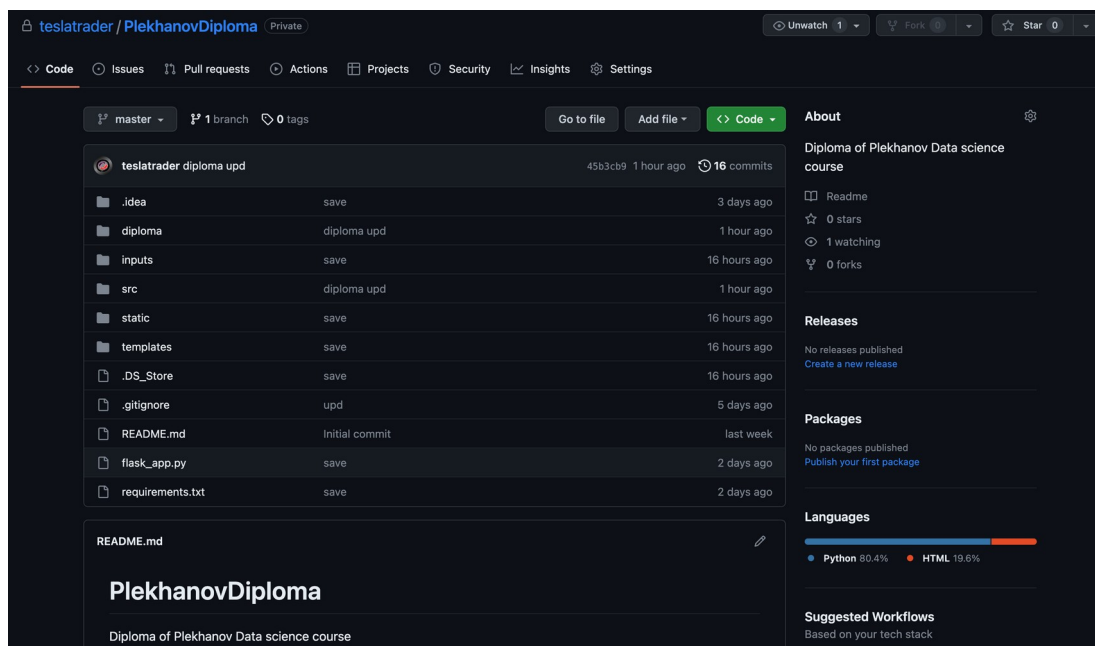 teslatrader / PlekhanovDiploma Private
Unwatch 1 Fork 0 Star 0
<> Code Issues Pull requests Actions Projects Security Insights Settings
master 1 branch 0 tags Go to file Add file <> Code
teslatrader diploma upd 45b3cb9 1 hour ago 16 commits
.idea save 3 days ago
diploma diploma upd 1 hour ago
inputs save 16 hours ago
src diploma upd 1 hour ago
static save 16 hours ago
templates save 16 hours ago
.DS_Store save 16 hours ago
.gitignore upd 5 days ago
README.md Initial commit last week
flask_app.py save 2 days ago
requirements.txt save 2 days ago
README.md
PlekhanovDiploma
Diploma of Plekhanov Data science course
About
Diploma of Plekhanov Data science
course
Readme
0 stars
1 watching
0 forks
Releases
No releases published
Create a new release
Packages
No packages published
Publish your first package
Languages
Python 80.4% HTML 19.6%
Suggested Workflows
Based on your tech stack